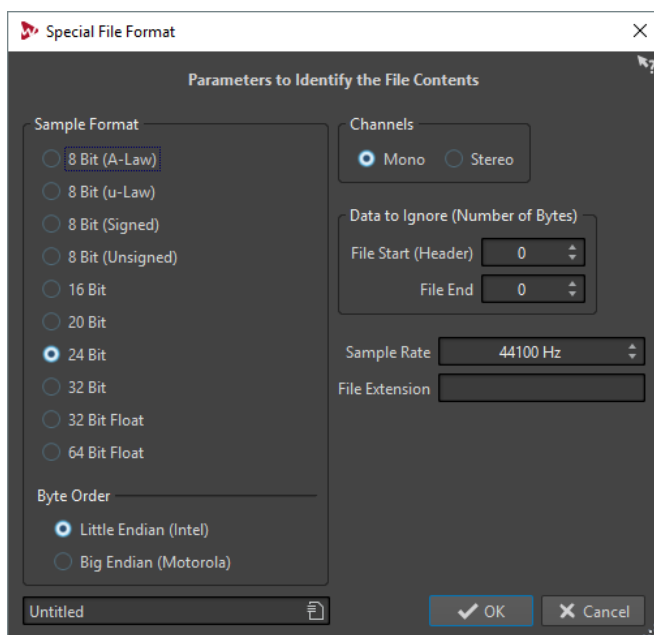 Special File Format
Parameters to Identify the File Contents
Sample Format
8 Bit (A-Law)
8 Bit (u-Law)
8 Bit (Signed)
8 Bit (Unsigned)
16 Bit
20 Bit
24 Bit
32 Bit
32 Bit Float
64 Bit Float
Byte Order
Little Endian (Intel)
Big Endian (Motorola)
Channels
Mono Stereo
Data to Ignore (Number of Bytes)
File Start (Header) 0
File End 0
Sample Rate 44100 Hz
File Extension
Untitled
OK Cancel